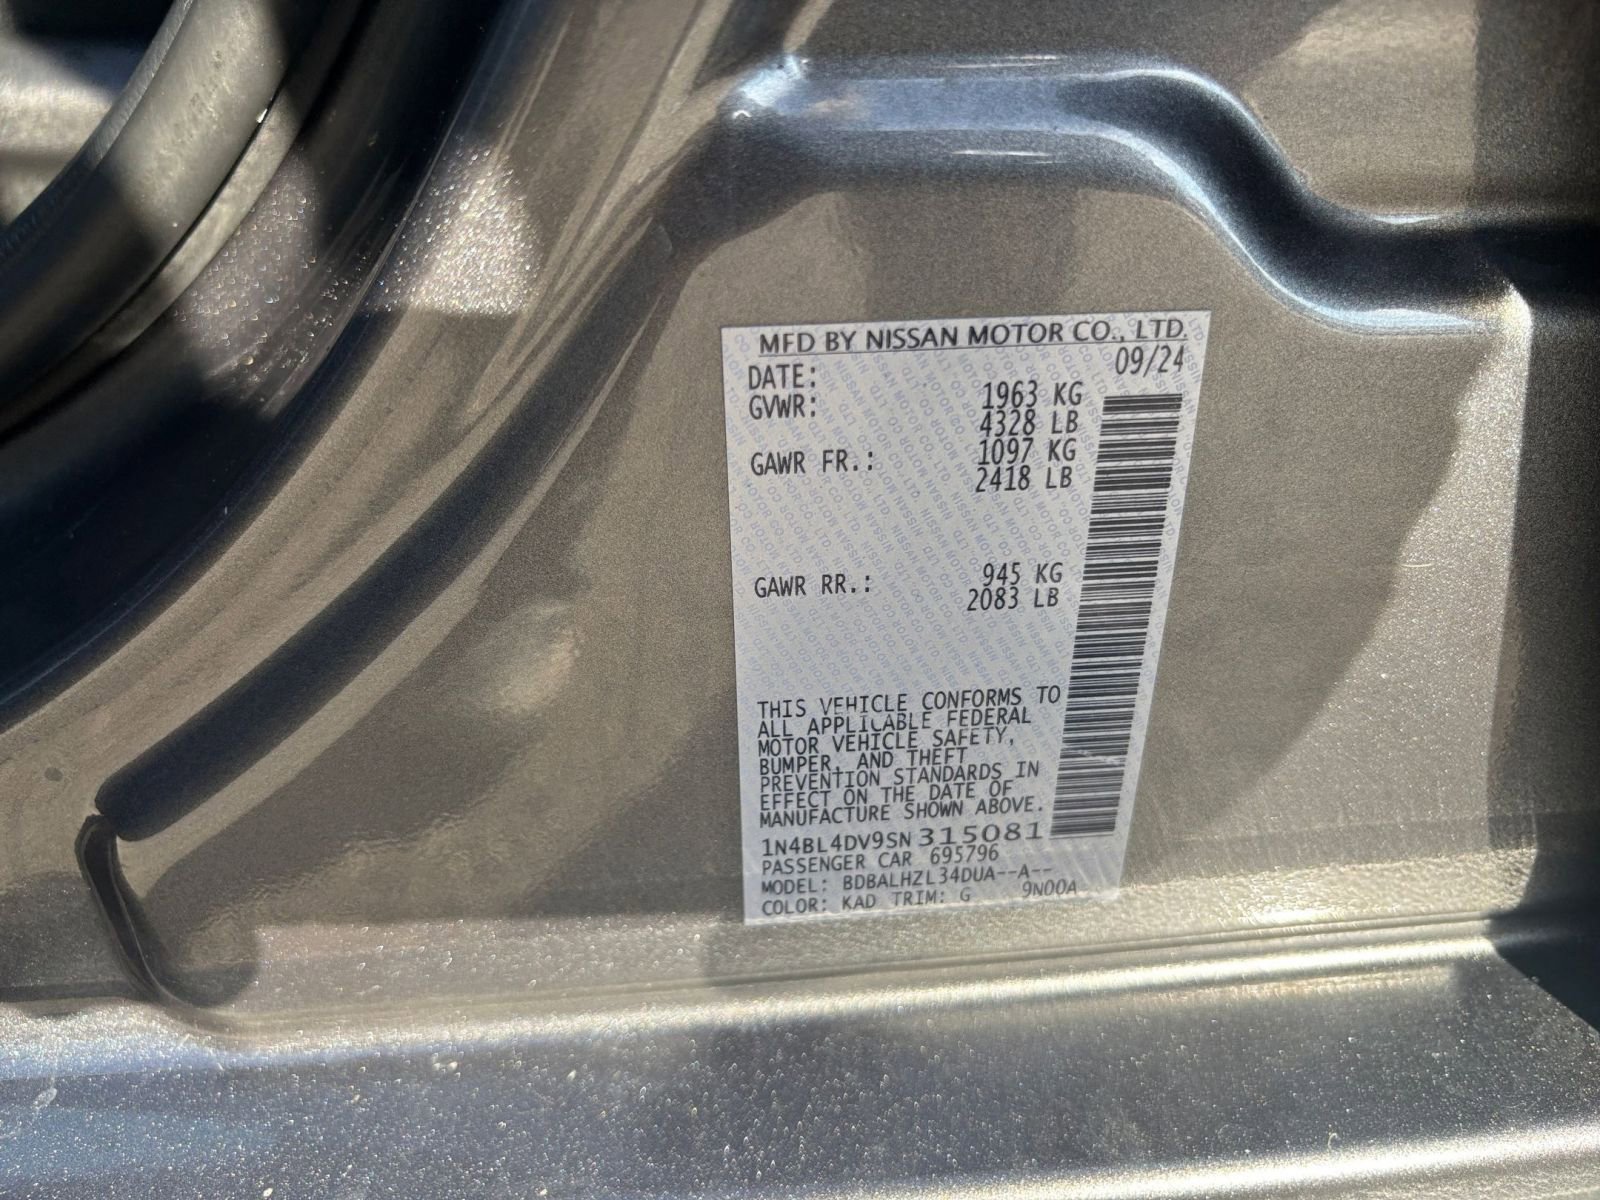 MFD BY NISSAN MOTOR CO., LTD.
DATE: 09/24
GVWR: 1963 KG
4328 LB
GAWR FR.: 1097 KG
2418 LB
GAWR RR.: 945 KG
2083 LB
THIS VEHICLE CONFORMS TO
ALL APPLICABLE FEDERAL
MOTOR VEHICLE SAFETY,
BUMPER, AND THEFT
PREVENTION STANDARDS IN
EFFECT ON THE DATE OF
MANUFACTURE SHOWN ABOVE.
1N4BL4DV9SN315081
PASSENGER CAR 695796
MODEL: BDBALHZL34DUA--A--
COLOR: KAD TRIM: G 9N00A